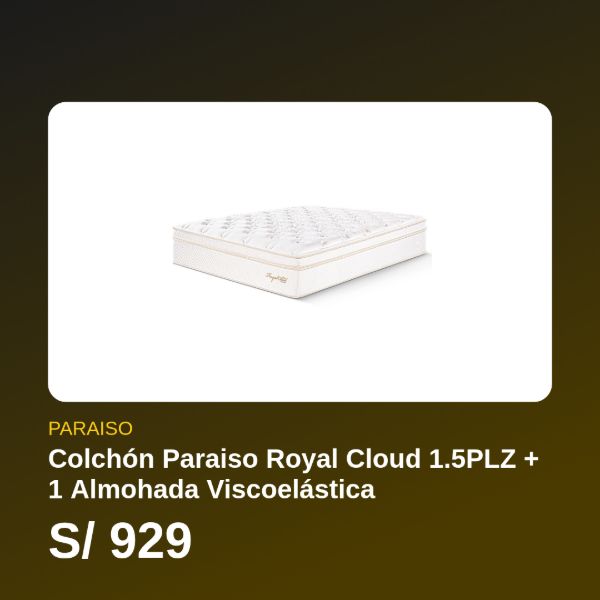 PARAISO
Colchón Paraiso Royal Cloud 1.5PLZ +
1 Almohada Viscoelástica
S/ 929